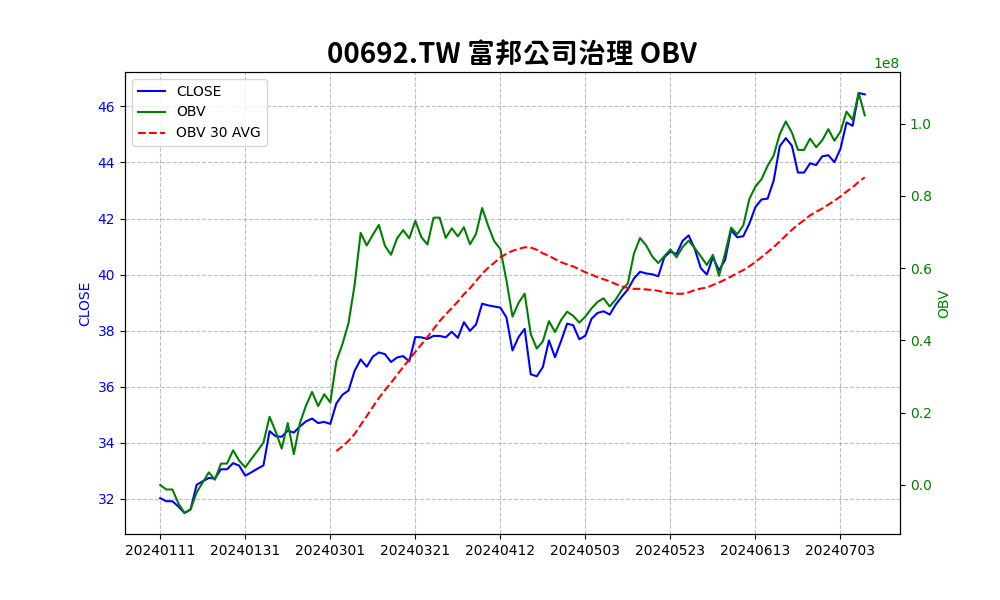 00692.TW 富邦公司治理 OBV
1e8
CLOSE
OBV
OBV 30 AVG
46
44
42
40
38
36
34
32
CLOSE
1.0
0.8
0.6
0.4
0.2
0.0
OBV
20240111 20240131 20240301 20240321 20240412 20240503 20240523 20240613 20240703